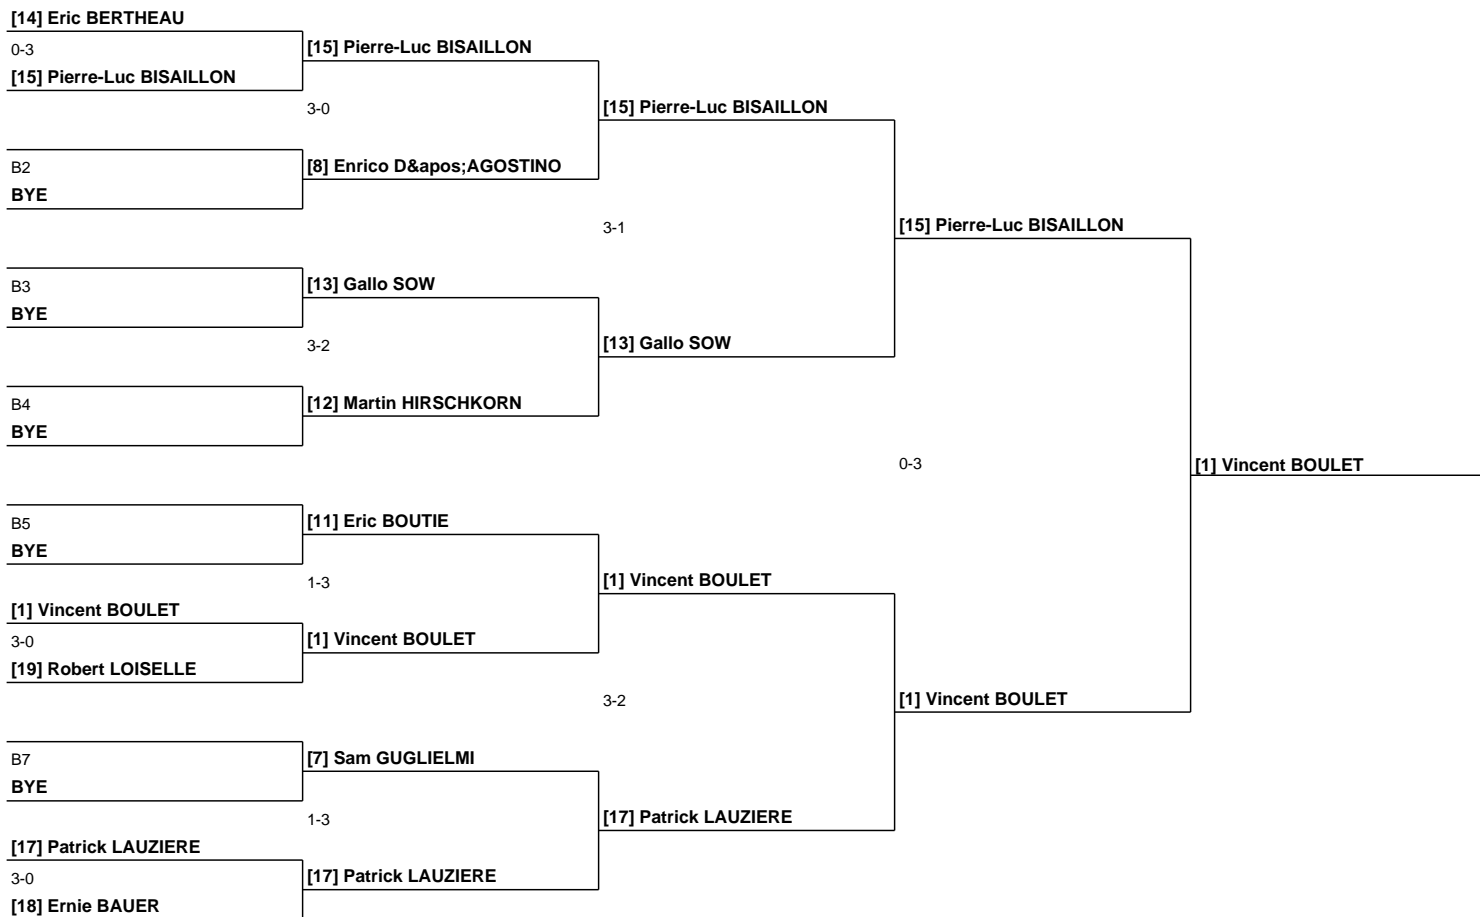 [14] Eric BERTHEAU
0-3
[15] Pierre-Luc BISAILLON
[15] Pierre-Luc BISAILLON
3-0
[15] Pierre-Luc BISAILLON
B2
BYE
[8] Enrico D&apos;AGOSTINO
3-1
[15] Pierre-Luc BISAILLON
B3
BYE
[13] Gallo SOW
3-2
[13] Gallo SOW
B4
BYE
[12] Martin HIRSCHKORN
0-3
[1] Vincent BOULET
B5
BYE
[11] Eric BOUTIE
1-3
[1] Vincent BOULET
[1] Vincent BOULET
3-0
[19] Robert LOISELLE
[1] Vincent BOULET
3-2
[1] Vincent BOULET
B7
BYE
[7] Sam GUGLIELMI
1-3
[17] Patrick LAUZIERE
[17] Patrick LAUZIERE
3-0
[18] Ernie BAUER
[17] Patrick LAUZIERE